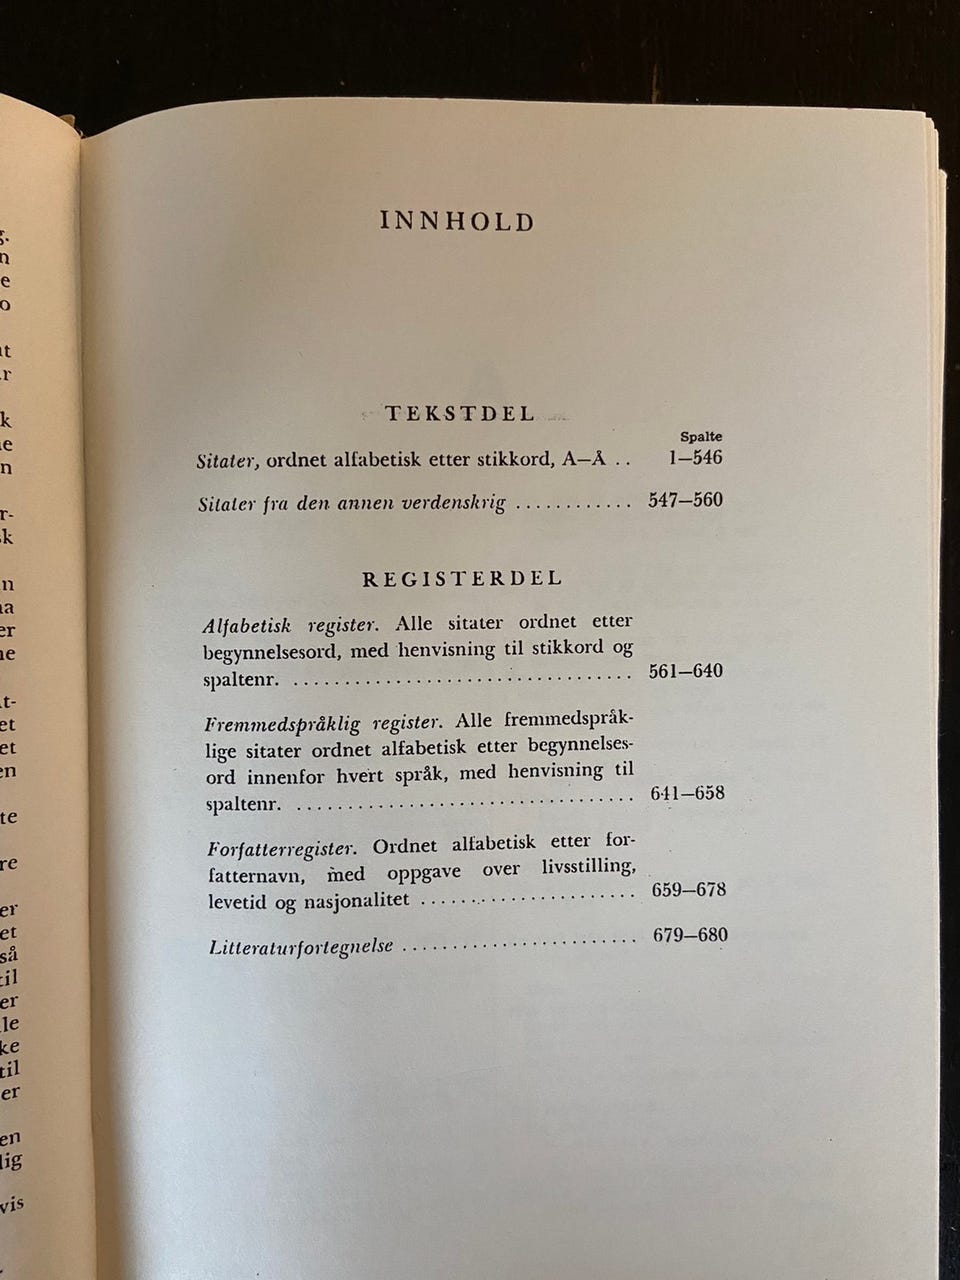 INNHOLD
TEKSTDEL
Spalte
Sitater, ordnet alfabetisk etter stikkord, A—Å . . 1—546
Sitater fra den annen verdenskrig . . . . . . . . . . . . 547—560
REGISTERDEL
Alfabetisk register. Alle sitater ordnet etter
begynnelsesord, med henvisning til stikkord og
spaltenr. . . . . . . . . . . . . . . . . . . . . . . . . . . . . . . . . 561—640
Fremmedspråklig register. Alle fremmedspråk-
lige sitater ordnet alfabetisk etter begynnelses-
ord innenfor hvert språk, med henvisning til
spaltenr. . . . . . . . . . . . . . . . . . . . . . . . . . . . . . . . . 641—658
Forfatterregister. Ordnet alfabetisk etter for-
fatternavn, med oppgave over livsstilling,
levetid og nasjonalitet . . . . . . . . . . . . . . . . . . . . 659—678
Litteraturfortegnelse . . . . . . . . . . . . . . . . . . . . . . 679—680